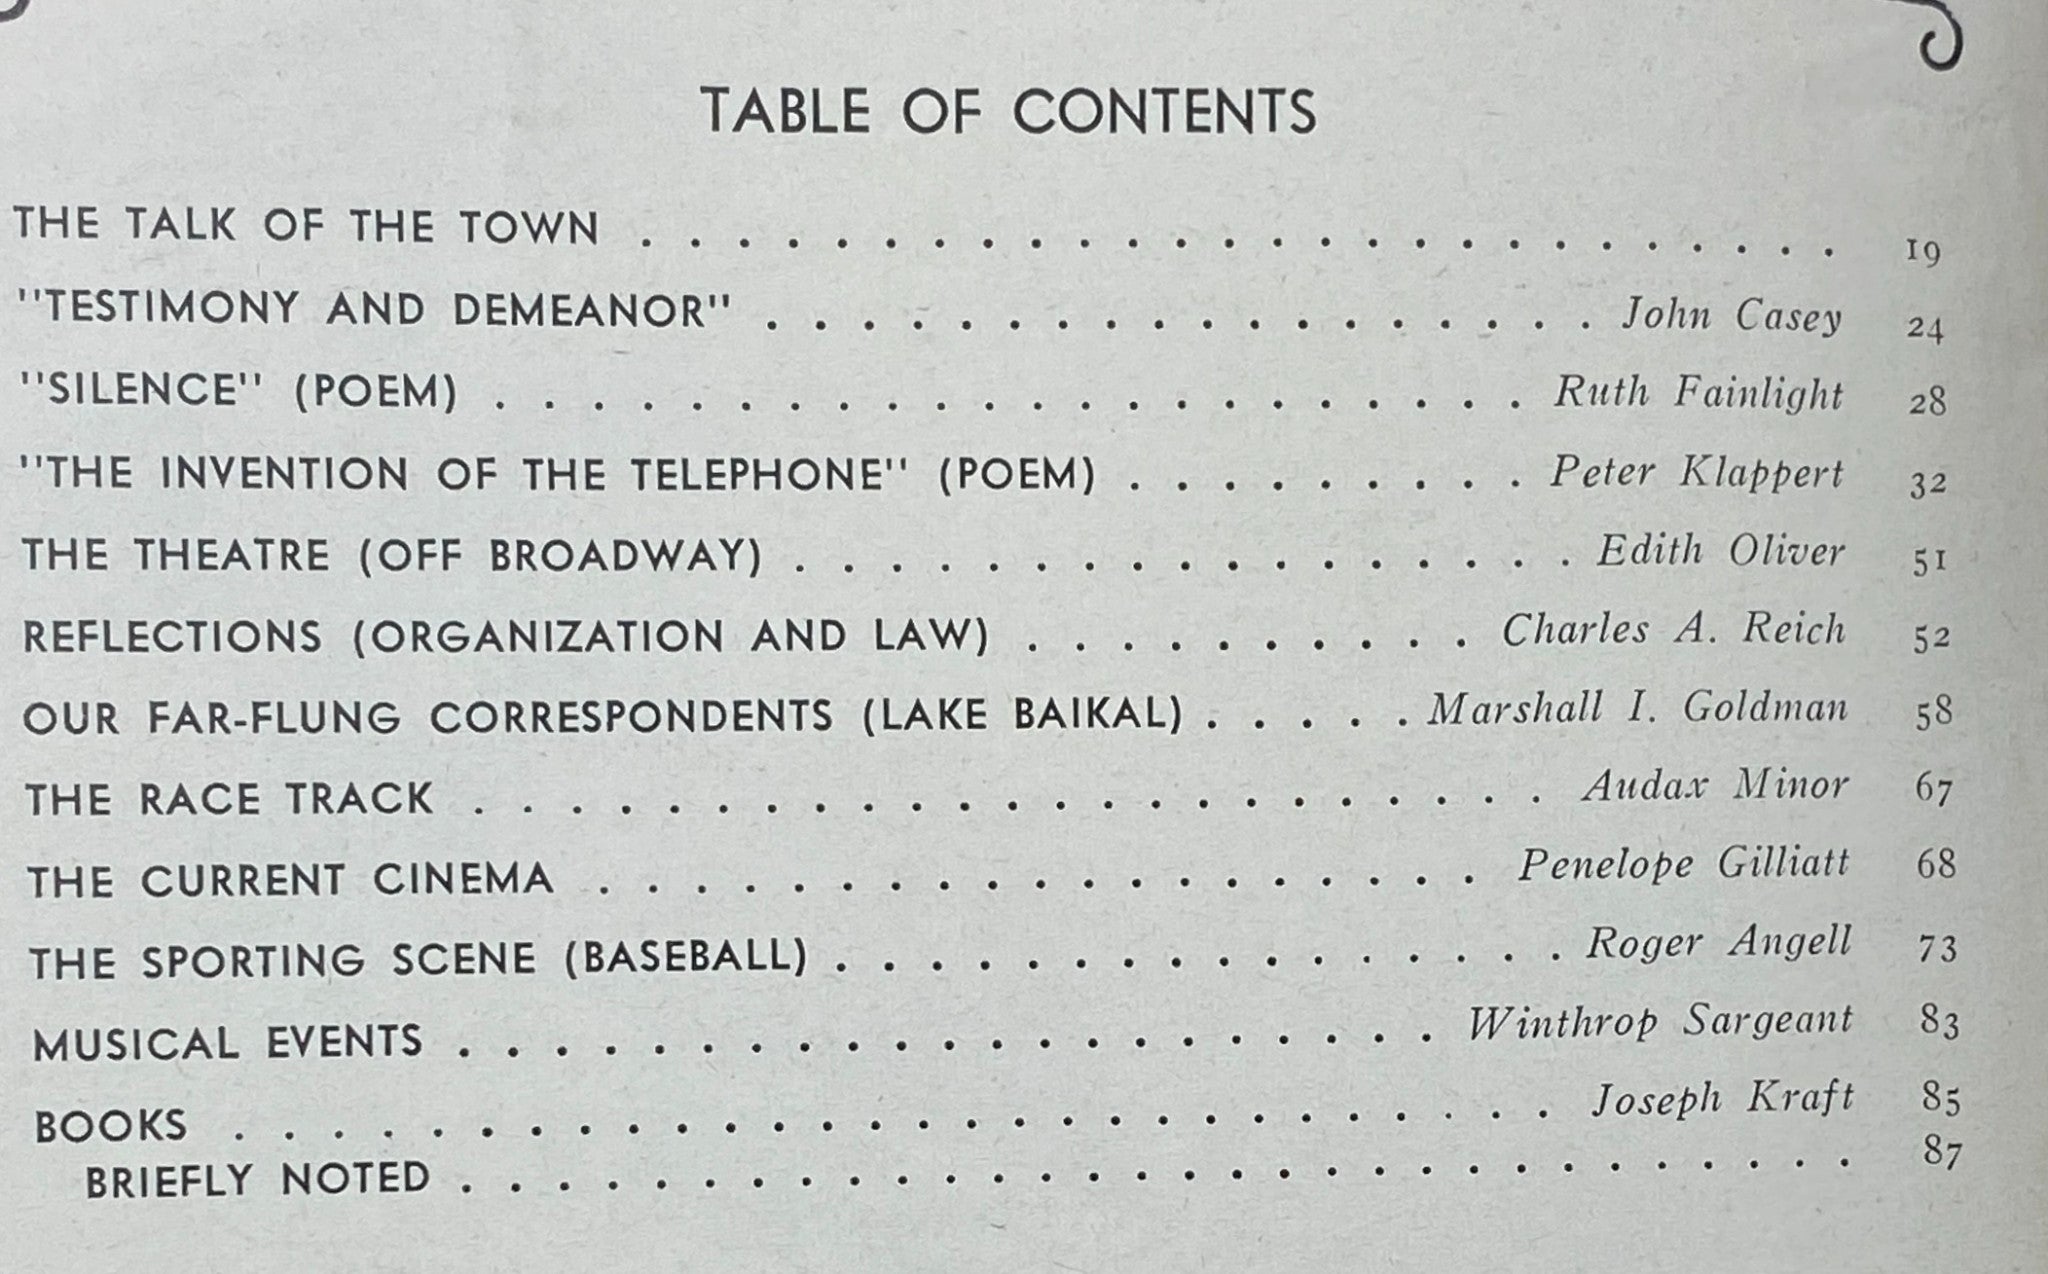 TABLE OF CONTENTS
THE TALK OF THE TOWN . . . . . . . . . . . . . . . . . . . . . . . . . 19
"TESTIMONY AND DEMEANOR" . . . . . . . . . . . . . . . . . . John Casey 24
"SILENCE" (POEM) . . . . . . . . . . . . . . . . . . . . . . Ruth Fainlight 28
"THE INVENTION OF THE TELEPHONE" (POEM) . . . . . . . . . Peter Klappert 32
THE THEATRE (OFF BROADWAY) . . . . . . . . . . . . . . . . . Edith Oliver 51
REFLECTIONS (ORGANIZATION AND LAW) . . . . . . . . . . Charles A. Reich 52
OUR FAR-FLUNG CORRESPONDENTS (LAKE BAIKAL) . . . . . Marshall I. Goldman 58
THE RACE TRACK . . . . . . . . . . . . . . . . . . . . . . . Audax Minor 67
THE CURRENT CINEMA . . . . . . . . . . . . . . . . . . . Penelope Gilliatt 68
THE SPORTING SCENE (BASEBALL) . . . . . . . . . . . . . . . . Roger Angell 73
MUSICAL EVENTS . . . . . . . . . . . . . . . . . . . . . Winthrop Sargeant 83
BOOKS . . . . . . . . . . . . . . . . . . . . . . . . . . . . Joseph Kraft 85
BRIEFLY NOTED . . . . . . . . . . . . . . . . . . . . . . . . . . . . . 87